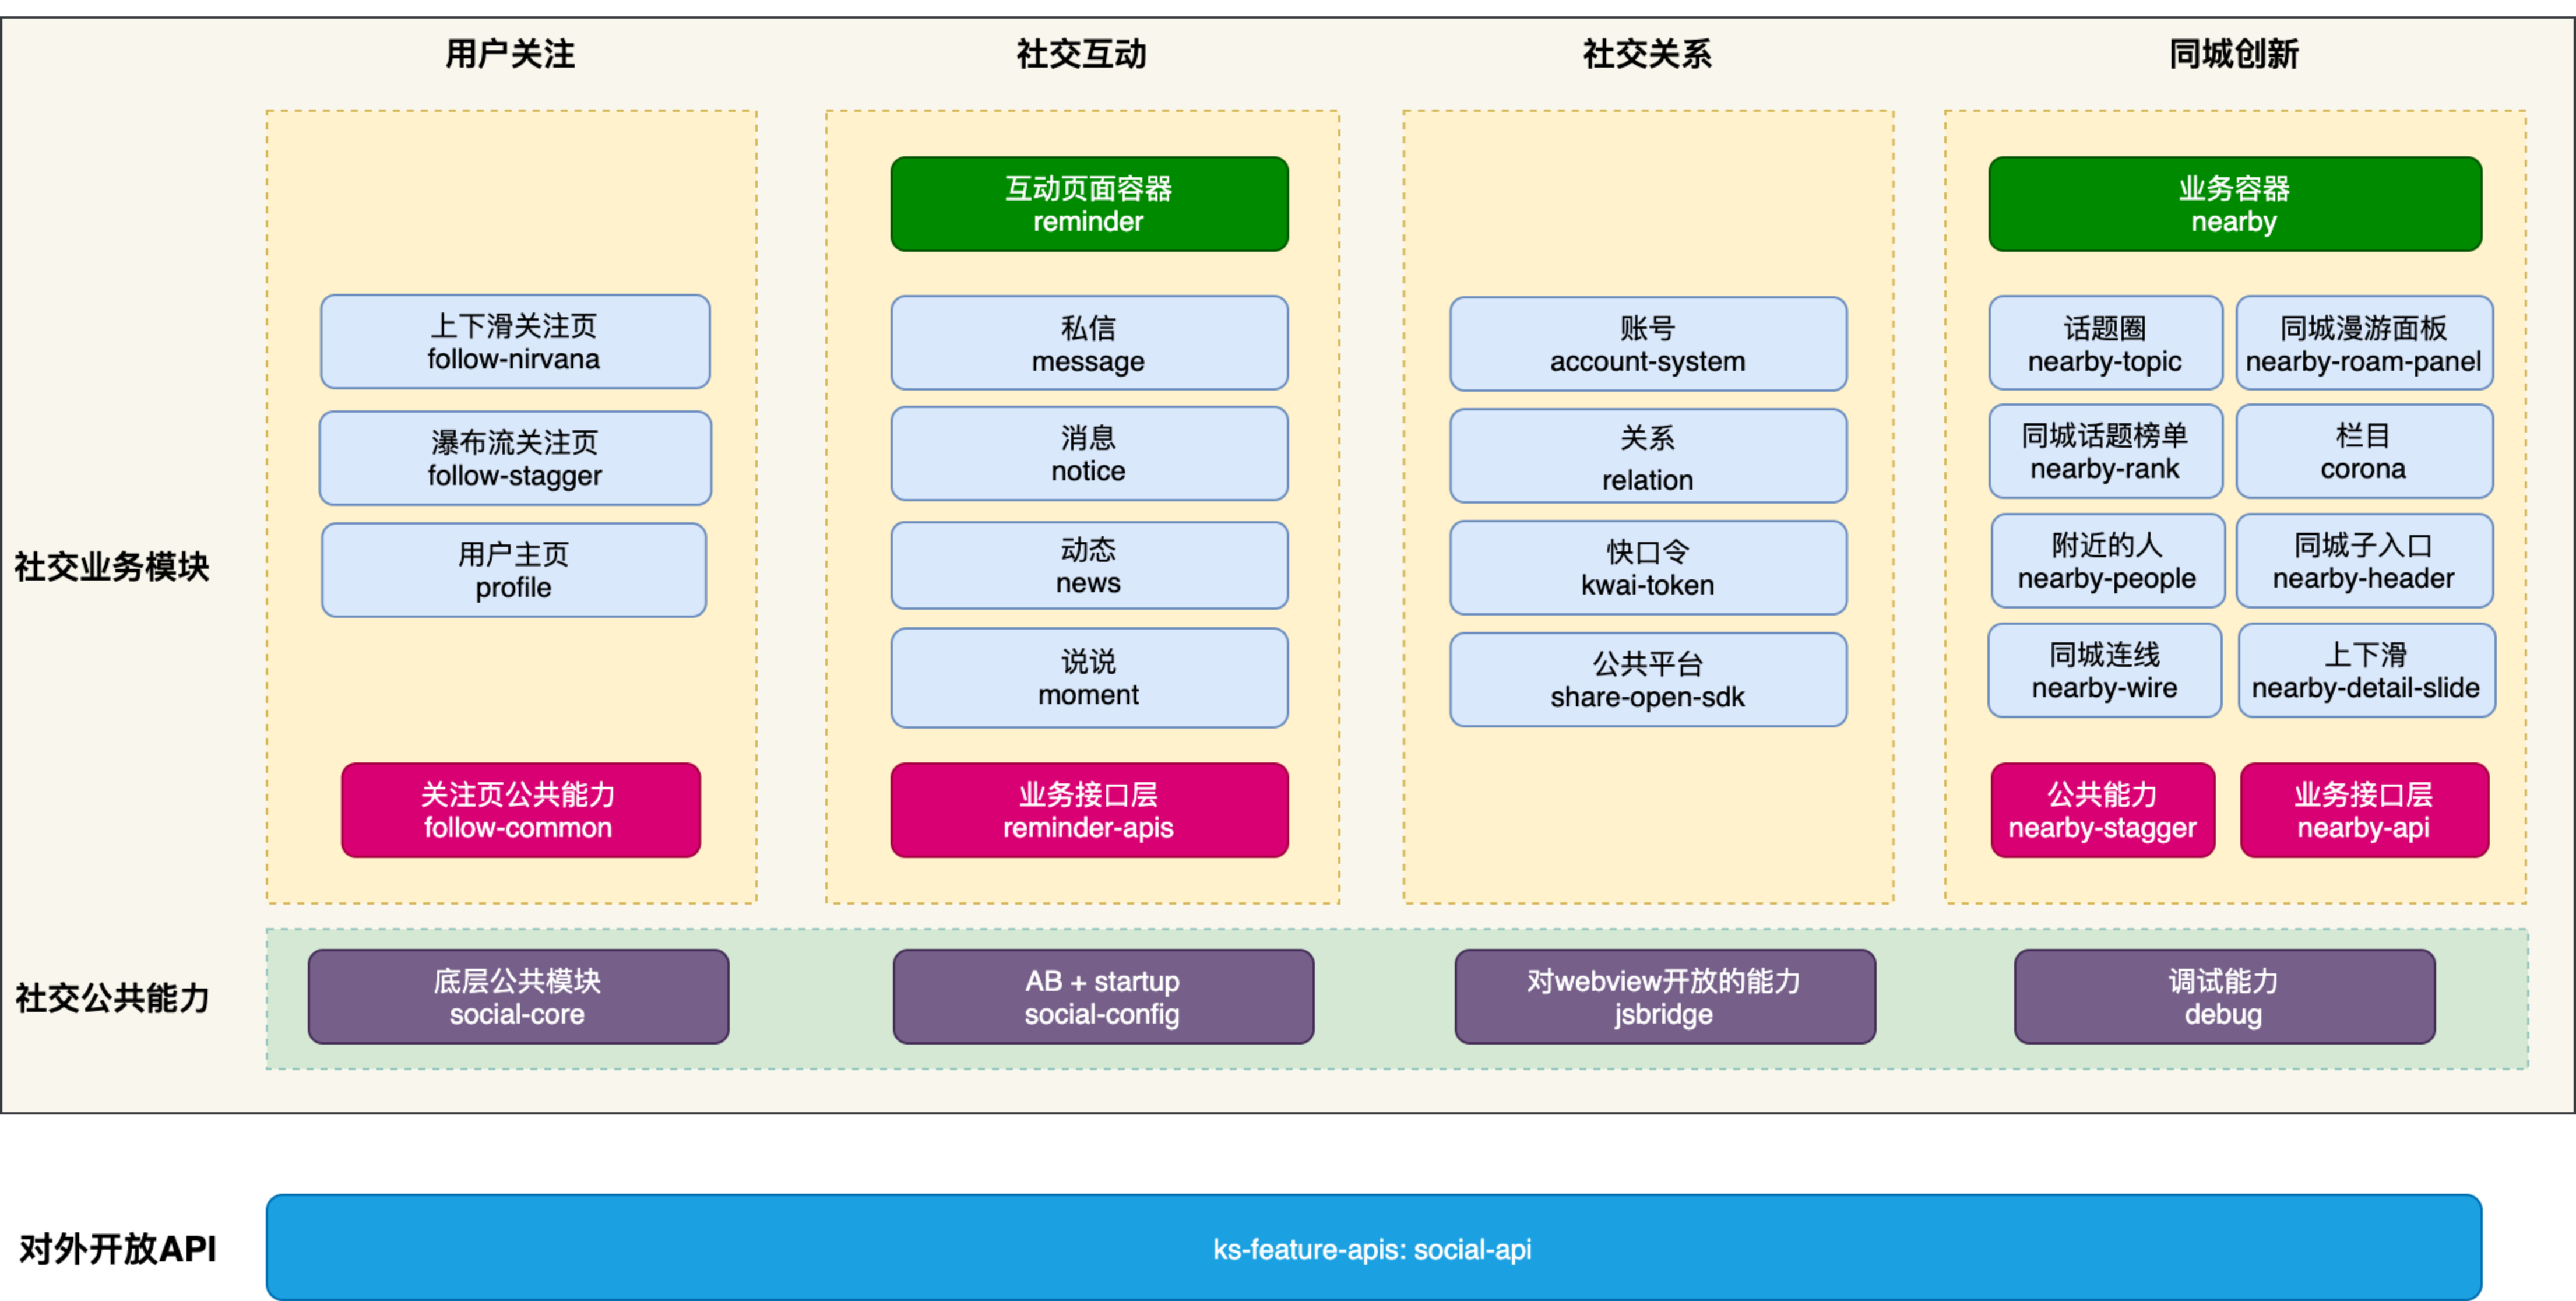 用户关注
社交互动
社交关系
同城创新
社交业务模块
上下滑关注页
follow-nirvana
瀑布流关注页
follow-stagger
用户主页
profile
关注页公共能力
follow-common
互动页面容器
reminder
私信
message
消息
notice
动态
news
说说
moment
业务接口层
reminder-apis
账号
account-system
关系
relation
快口令
kwai-token
公共平台
share-open-sdk
业务容器
nearby
话题圈
nearby-topic
同城漫游面板
nearby-roam-panel
同城话题榜单
nearby-rank
栏目
corona
附近的人
nearby-people
同城子入口
nearby-header
同城连线
nearby-wire
上下滑
nearby-detail-slide
公共能力
nearby-stagger
业务接口层
nearby-api
社交公共能力
底层公共模块
social-core
AB + startup
social-config
对webview开放的能力
jsbridge
调试能力
debug
对外开放API
ks-feature-apis: social-api